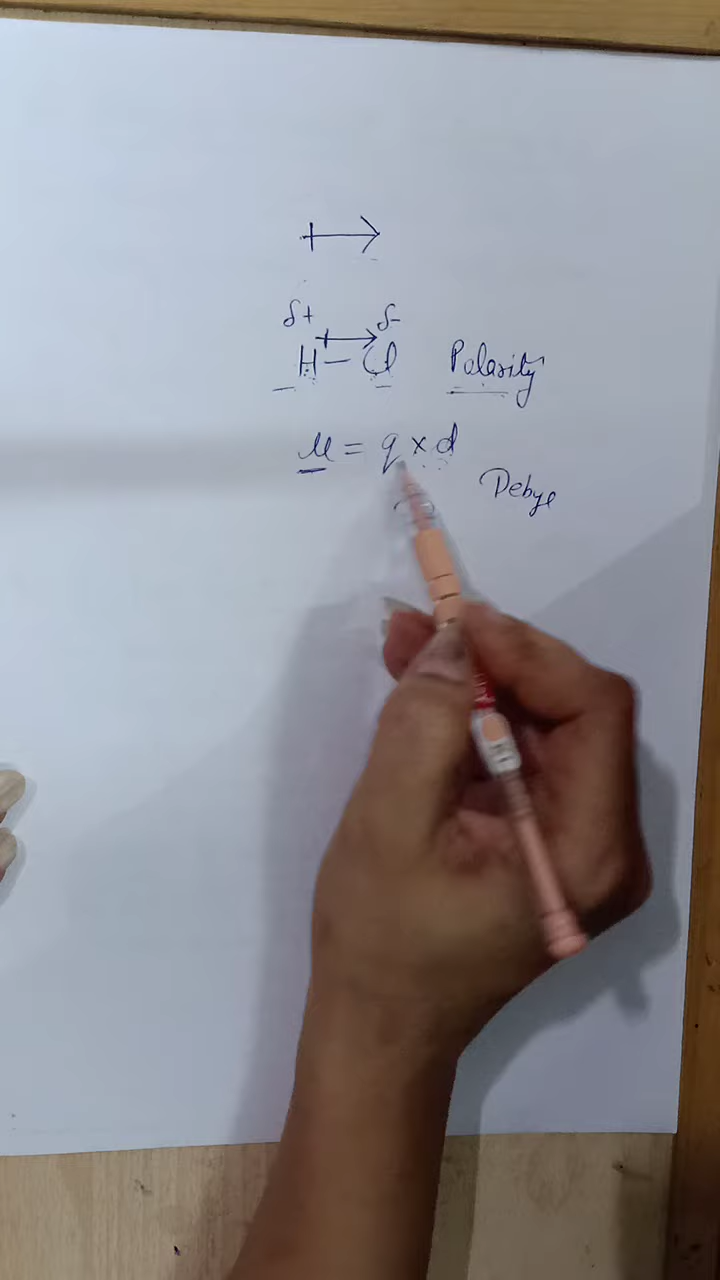 δ+ δ-
H - Cl Polarity
μ = q × d
Debye